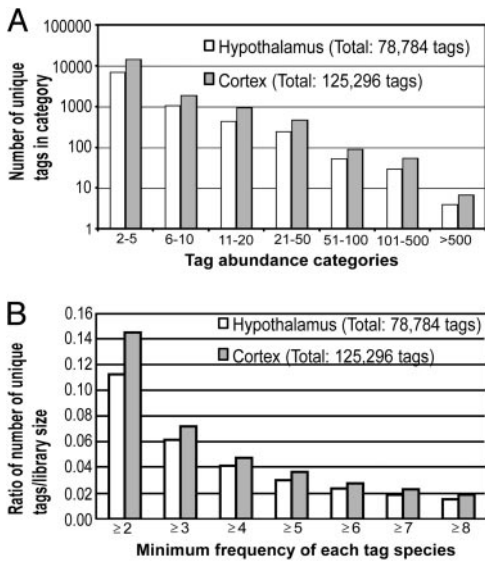 A
Number of unique
tags in category
100000
10000
1000
100
10
1
Hypothalamus (Total: 78,784 tags)
Cortex (Total: 125,296 tags)
2-5 6-10 11-20 21-50 51-100 101-500 >500
Tag abundance categories
B
Ratio of number of unique
tags/library size
0.16
0.14
0.12
0.10
0.08
0.06
0.04
0.02
0.00
Hypothalamus (Total: 78,784 tags)
Cortex (Total: 125,296 tags)
≥2 ≥3 ≥4 ≥5 ≥6 ≥7 ≥8
Minimum frequency of each tag species